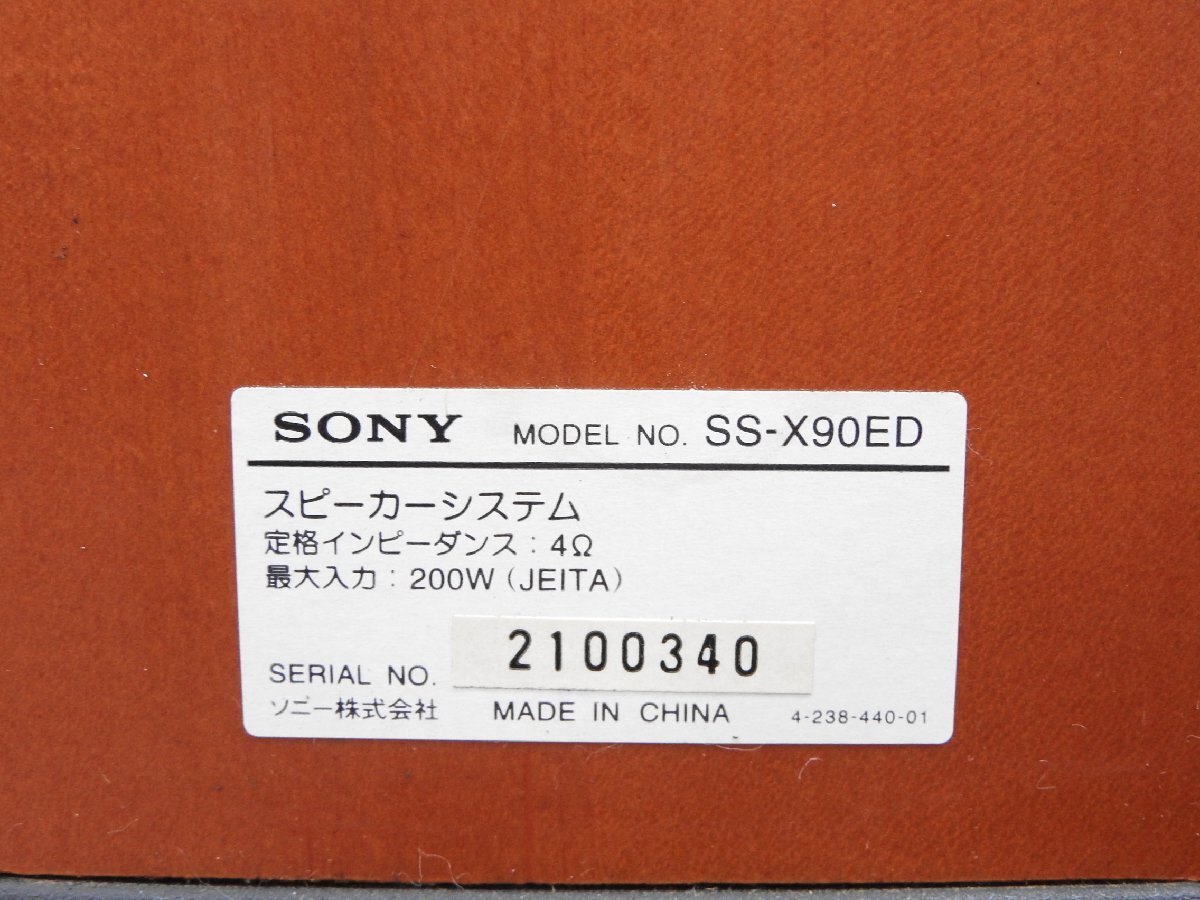 SONY MODEL NO. SS-X90ED
スピーカーシステム
定格インピーダンス : 4Ω
最大入力 : 200W (JEITA)
SERIAL NO. 2100340
ソニー株式会社 MADE IN CHINA 4-238-440-01